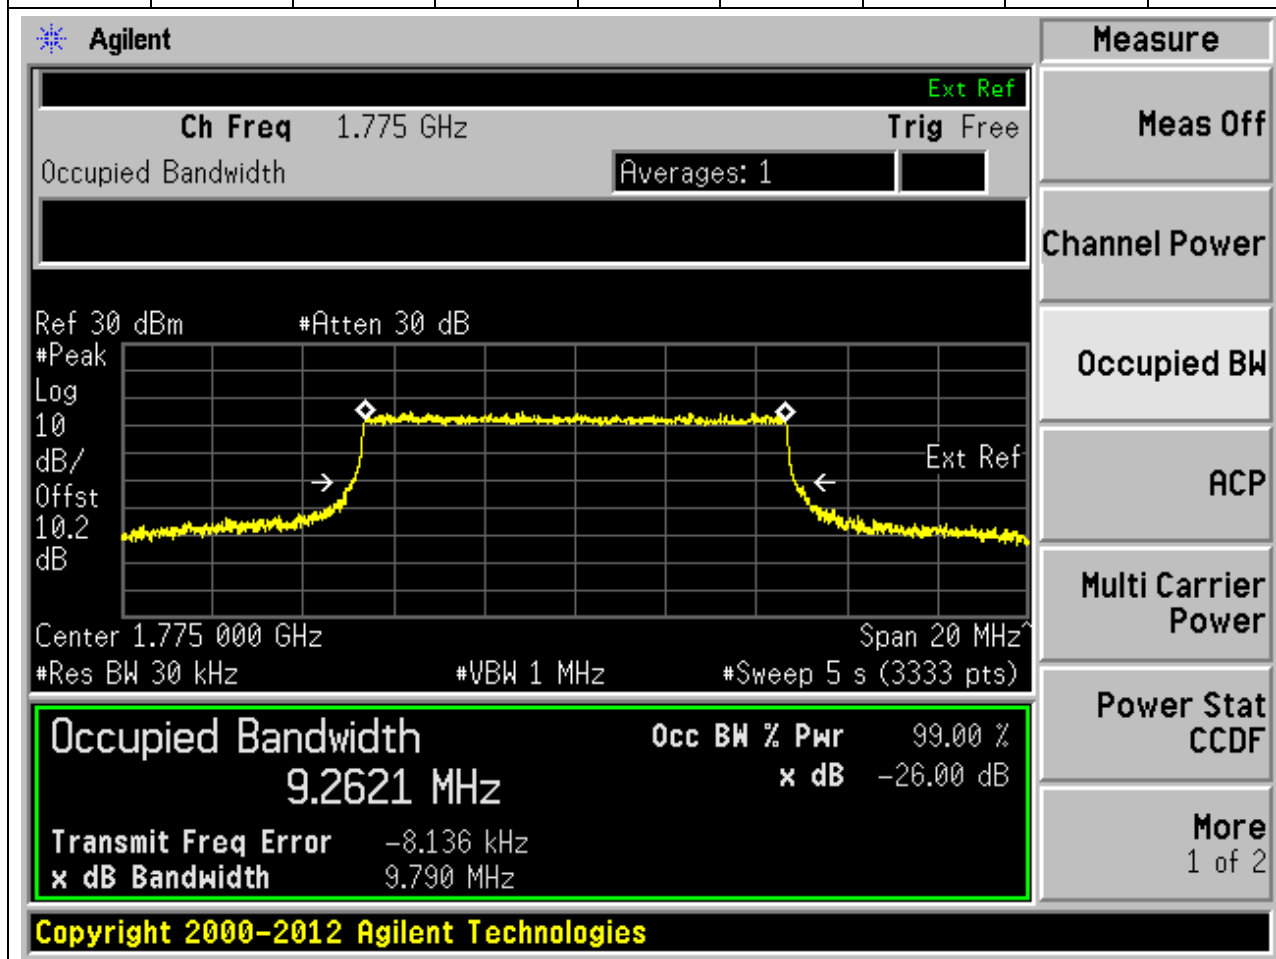 Agilent
Measure
Ext Ref
Ch Freq 1.775 GHz Trig Free
Occupied Bandwidth Averages: 1
Ref 30 dBm #Atten 30 dB
#Peak
Log
10
dB/
Offst
10.2
dB
Ext Ref
Center 1.775 000 GHz Span 20 MHz^
#Res BW 30 kHz #VBW 1 MHz #Sweep 5 s (3333 pts)
Occupied Bandwidth Occ BW % Pwr 99.00 %
9.2621 MHz x dB -26.00 dB
Transmit Freq Error -8.136 kHz
x dB Bandwidth 9.790 MHz
Copyright 2000-2012 Agilent Technologies
Meas Off
Channel Power
Occupied BW
ACP
Multi Carrier
Power
Power Stat
CCDF
More
1 of 2